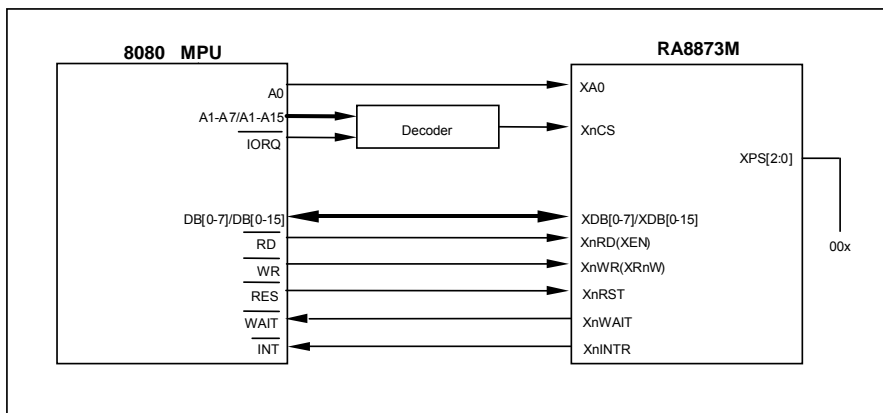 8080 MPU
RA8873M
A0
XA0
A1-A7/A1-A15
Decoder
XnCS
IORQ
XPS[2:0]
DB[0-7]/DB[0-15]
XDB[0-7]/XDB[0-15]
RD
XnRD(XEN)
00x
WR
XnWR(XRnW)
RES
XnRST
WAIT
XnWAIT
INT
XnINTR